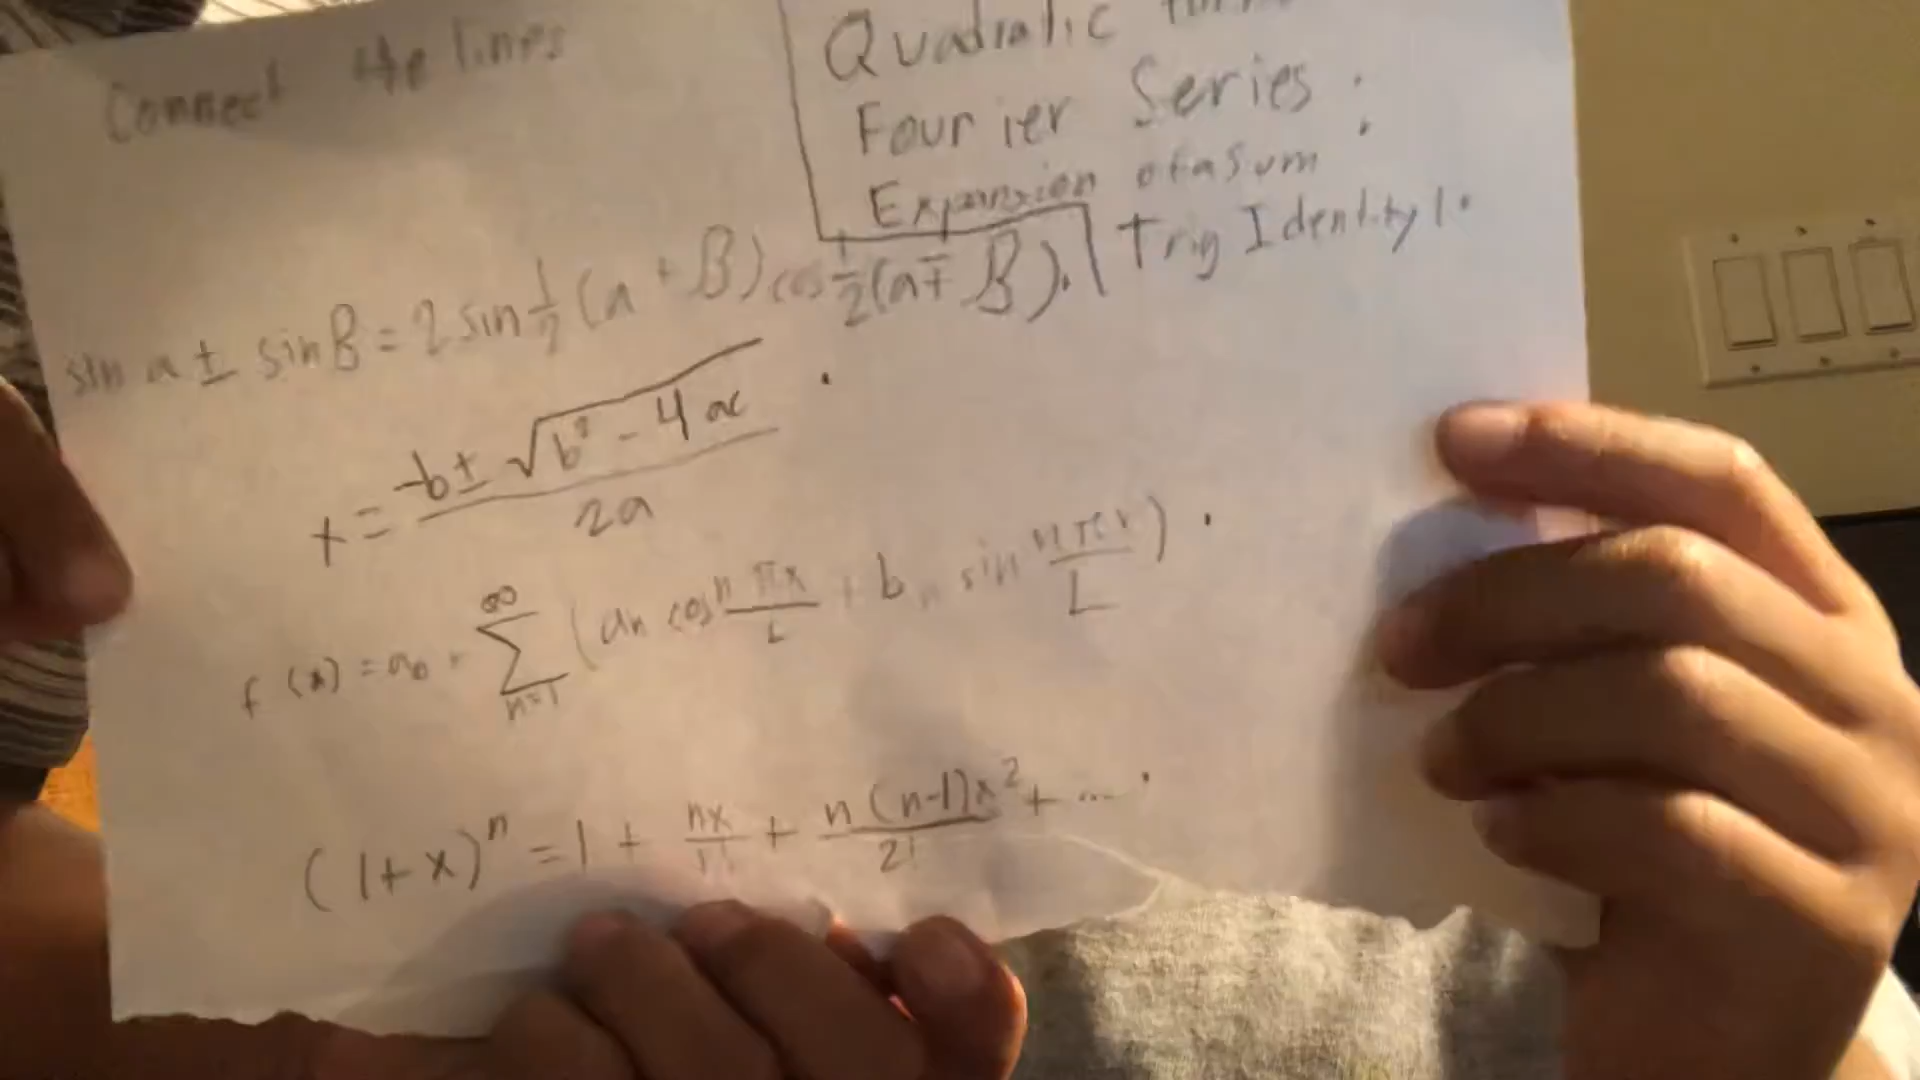 Connect the lines
Quadratic
Fourier Series .
Expansion of a Sum .
Trig Identity 1 .
sin a ± sin B = 2 sin 1/2 (a + B) cos 1/2 (a ∓ B) .
x = -b ± √b² - 4ac / 2a .
f (x) = a₀ + ∞ ∑ n=1 (an cos nπx / L + bn sin nπx / L) .
(1+x)ⁿ = 1 + nx / 1! + n (n-1)x² / 2! + ... .